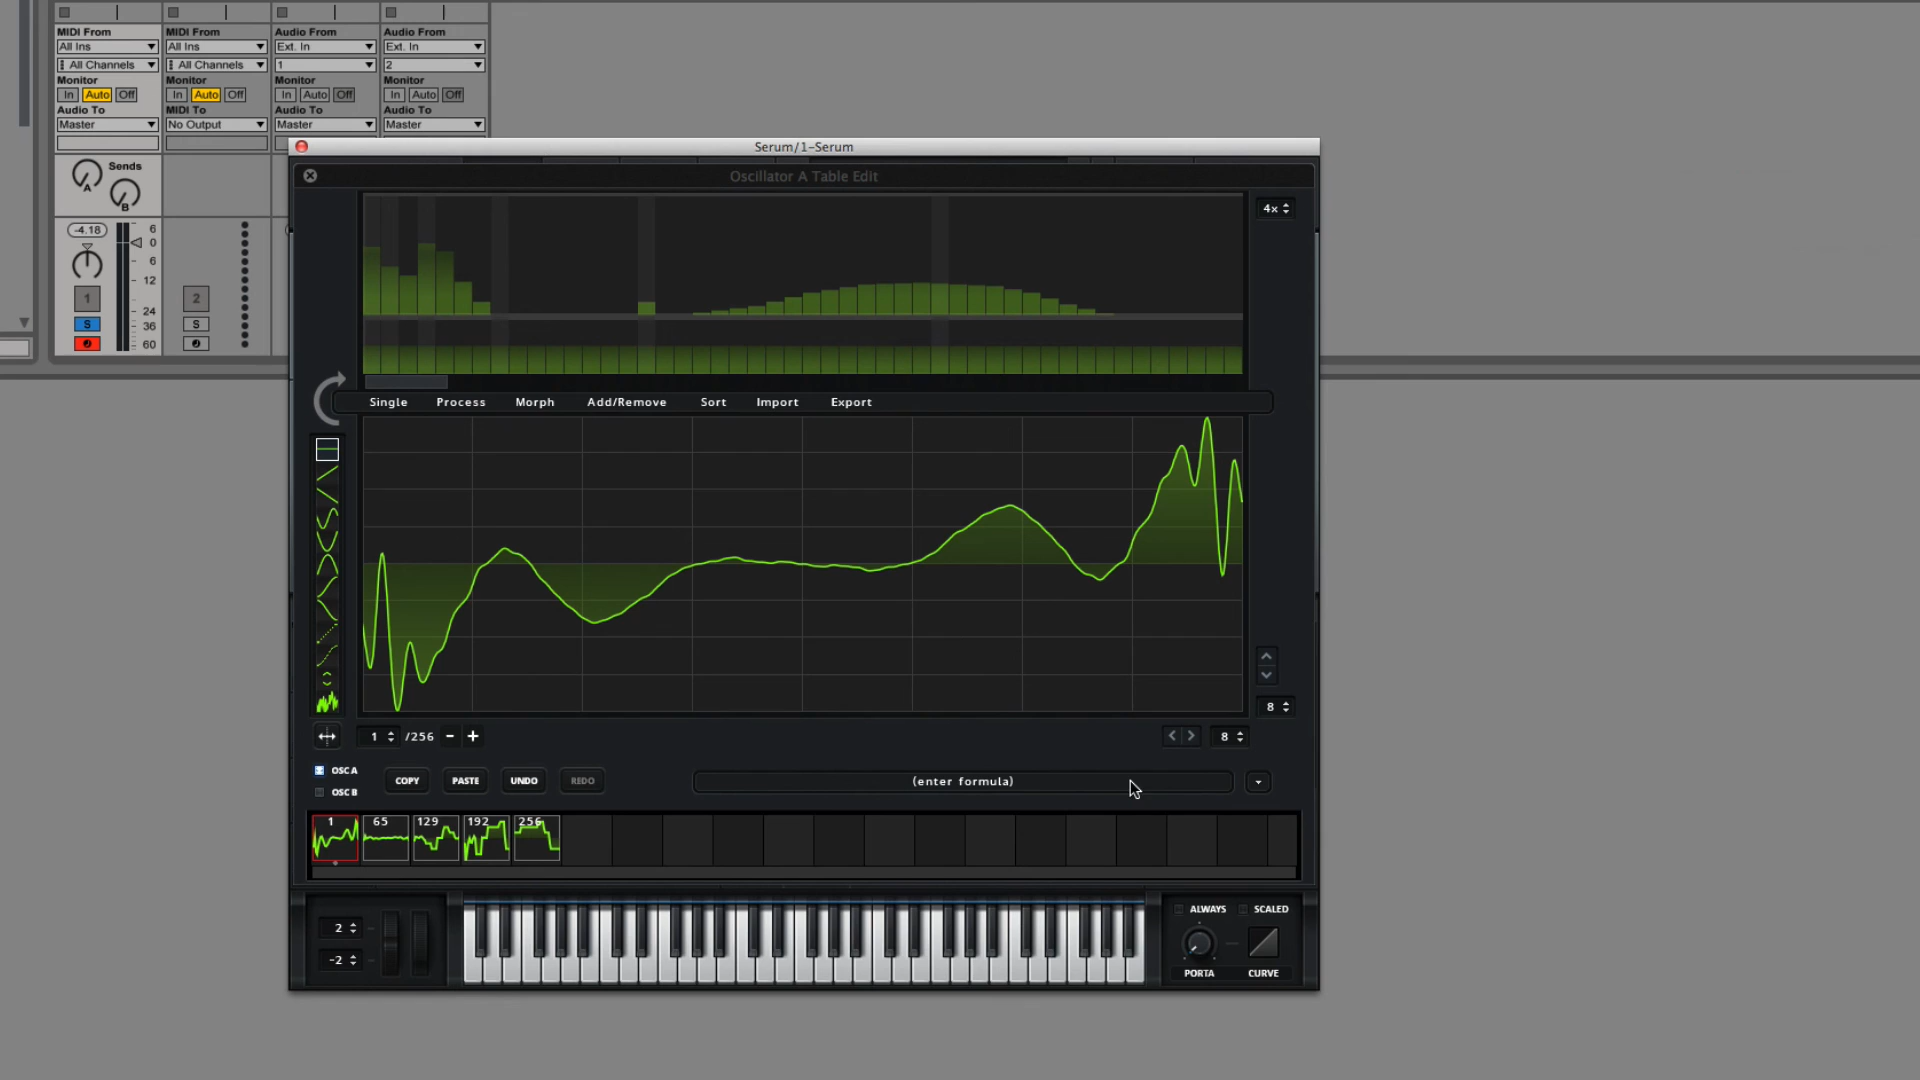 MIDI From MIDI From Audio From Audio From
All Ins All Ins Ext. In Ext. In
All Channels All Channels 1 2
Monitor Monitor Monitor Monitor
In Auto Off In Auto Off In Auto Off In Auto Off
Audio To MIDI To Audio To Audio To
Master No Output Master Master
Sends
A
B
-4.18
6
0
6
12
24
36
60
1 2
S S
Serum/1-Serum
Oscillator A Table Edit
4x
Single Process Morph Add/Remove Sort Import Export
8
1 /256 - + 8
OSC A
OSC B
COPY PASTE UNDO REDO
(enter formula)
1 65 129 192 256
2
-2
ALWAYS SCALED
PORTA CURVE